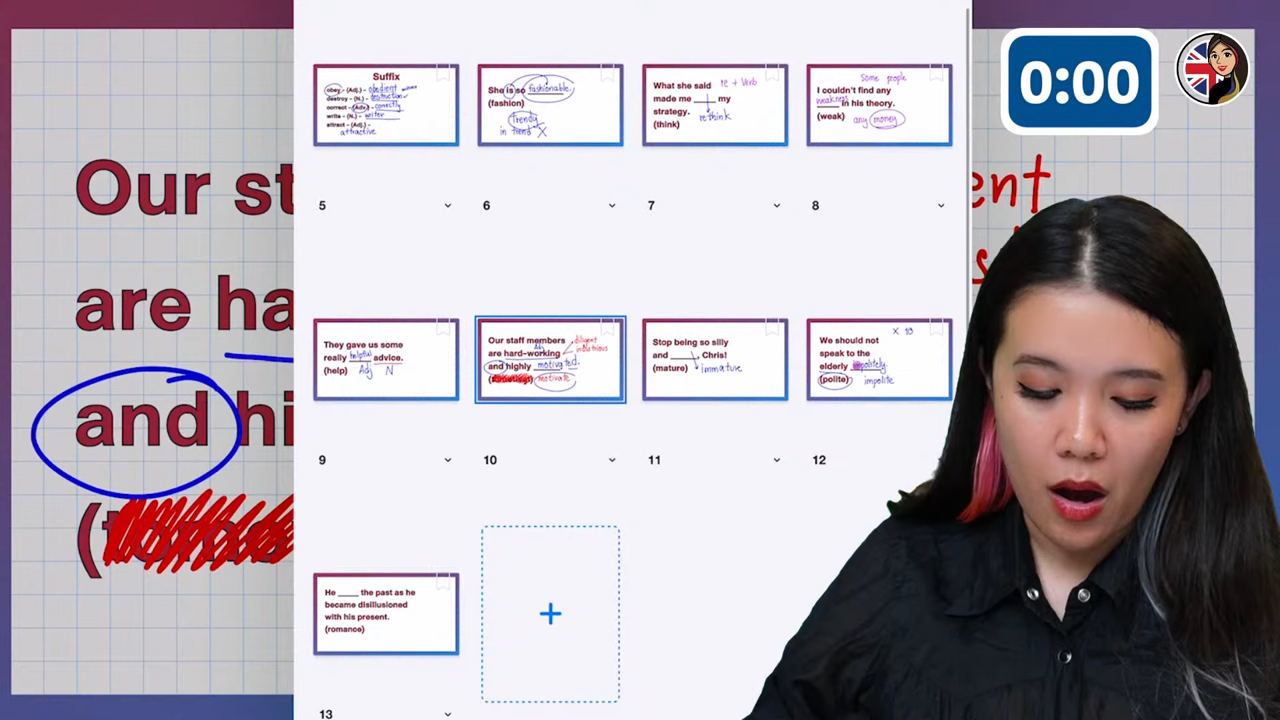 Our st
are ha
and hi
(
ent
0:00
Suffix
obey - (Adj.) - obedient
destroy - (N.) - destruction
correct - (Adv.) - correctly
write - (N.) - writer
attract - (Adj.) -
attractive
5
She is so fashionable.
(fashion)
trendy
in trend X
6
What she said re + Verb
made me ____ my
strategy. rethink
(think)
7
Some people
I couldn't find any
weakness in his theory.
(weak) any money
8
They gave us some
really helpful advice.
(help) Adj N
9
Our staff members diligent
are hard-working industrious
and highly motivated.
motivate
10
Stop being so silly
and ____, Chris!
(mature) immature
11
X
We should not
speak to the
elderly impolitely
(polite) impolite
12
He ____ the past as he
became disillusioned
with his present.
(romance)
13
+